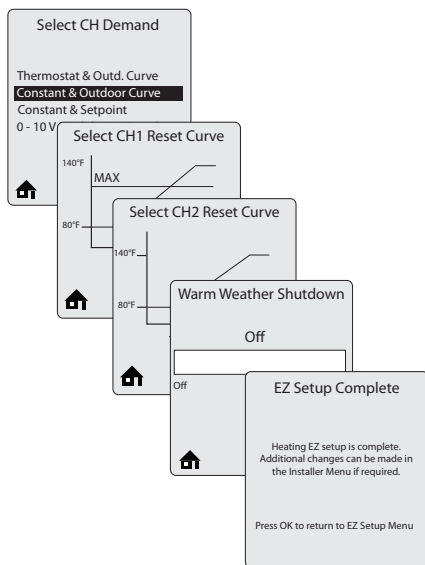 Select CH Demand
Thermostat & Outd. Curve
Constant & Outdoor Curve
Constant & Setpoint
0 - 10 V
Select CH1 Reset Curve
140°F
MAX
80°F
Select CH2 Reset Curve
140°F
80°F
Warm Weather Shutdown
Off
Off
EZ Setup Complete
Heating EZ setup is complete.
Additional changes can be made in
the Installer Menu if required.
Press OK to return to EZ Setup Menu